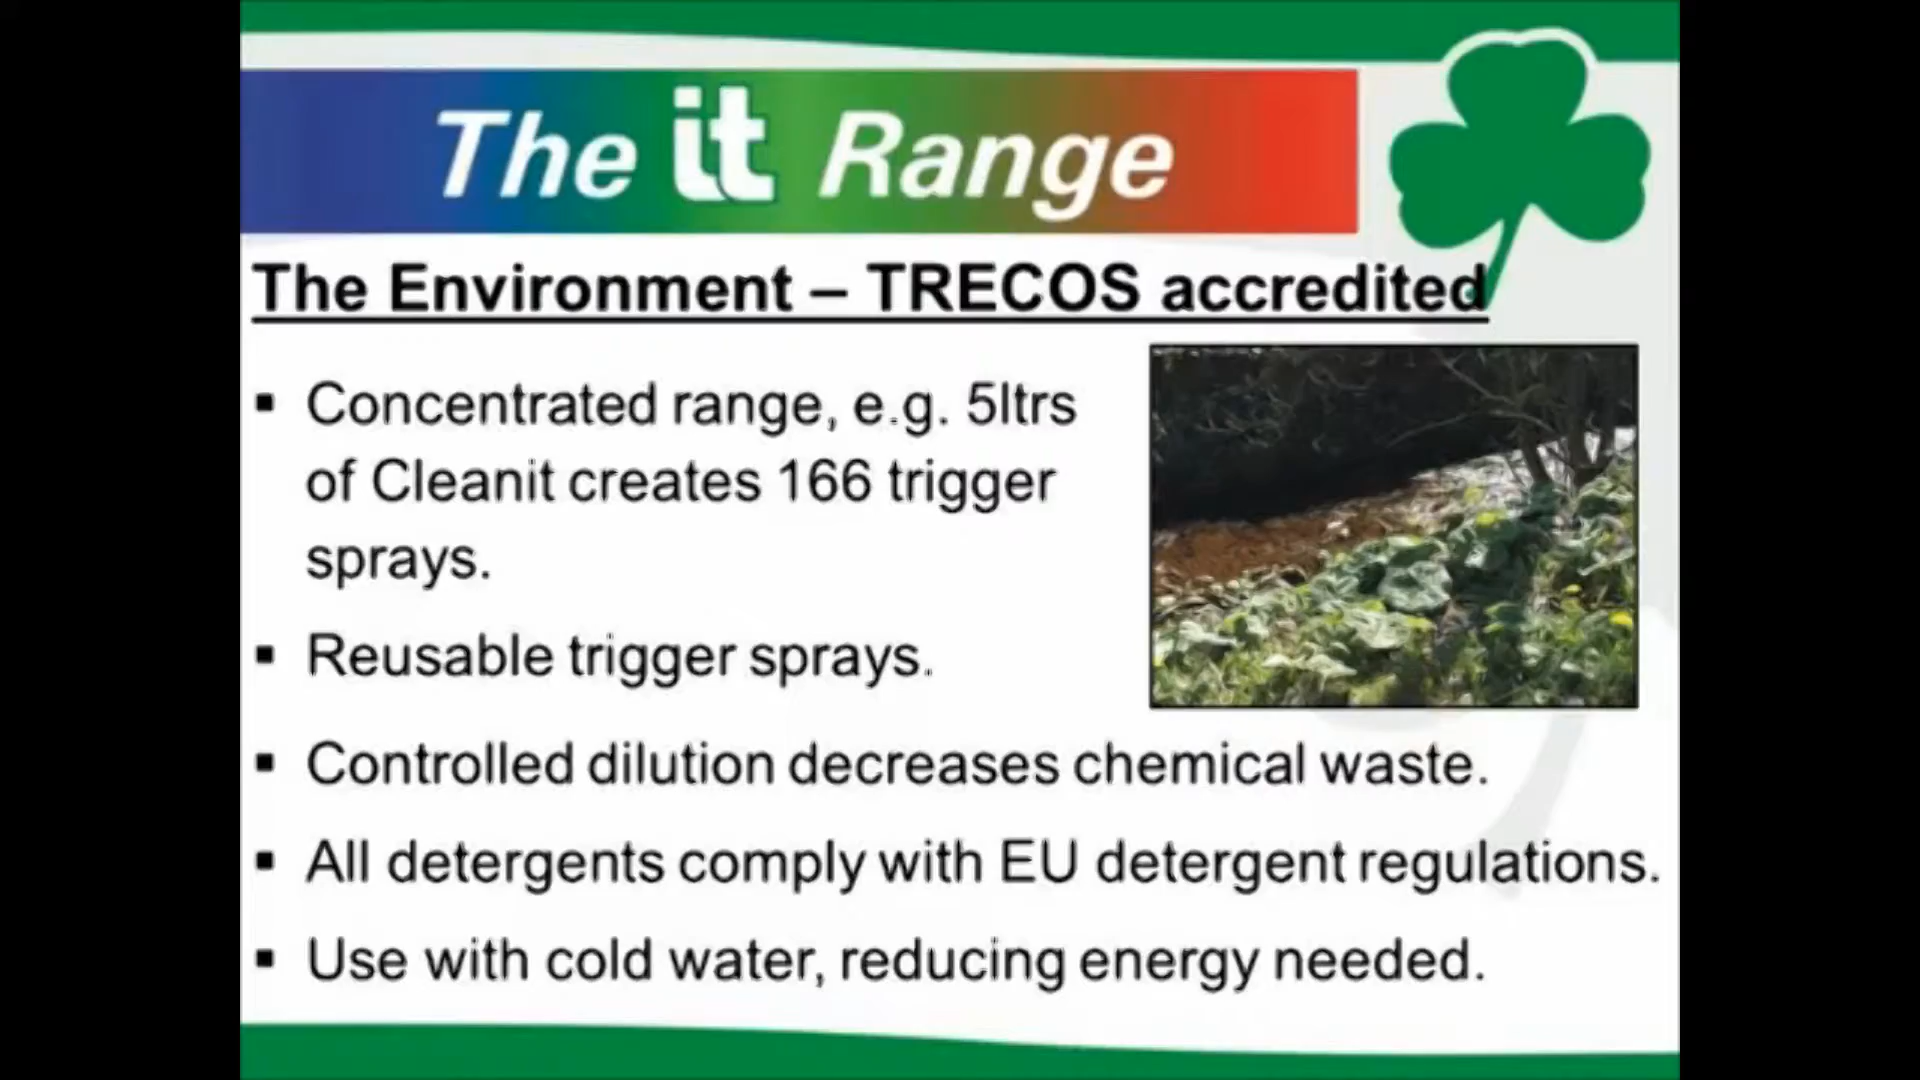 The it Range
The Environment – TRECOS accredited
▪ Concentrated range, e.g. 5ltrs
of Cleanit creates 166 trigger
sprays.
▪ Reusable trigger sprays.
▪ Controlled dilution decreases chemical waste.
▪ All detergents comply with EU detergent regulations.
▪ Use with cold water, reducing energy needed.